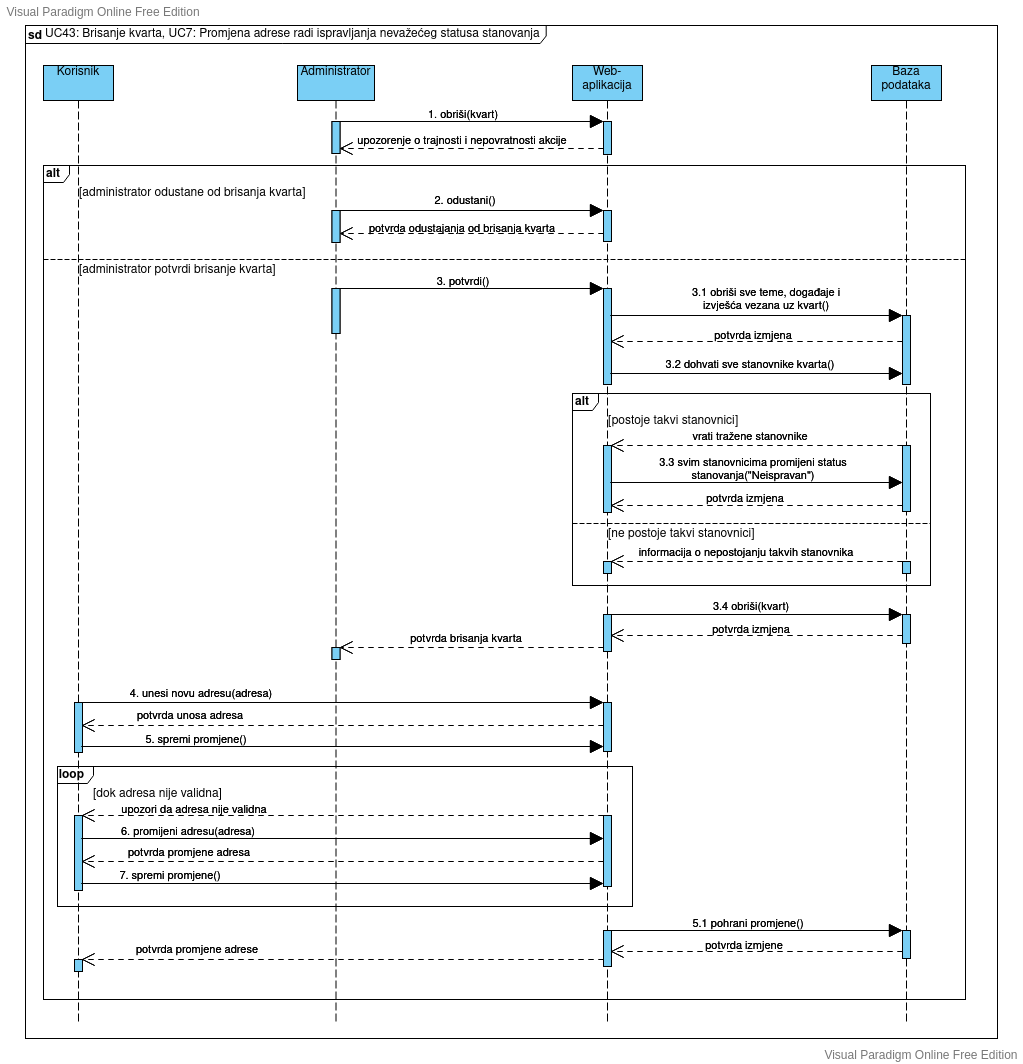 Visual Paradigm Online Free Edition
sd UC43: Brisanje kvarta, UC7: Promjena adrese radi ispravljanja nevažećeg statusa stanovanja
Korisnik
Administrator
Web-
aplikacija
Baza
podataka
1. obriši(kvart)
upozorenje o trajnosti i nepovratnosti akcije
alt
[administrator odustane od brisanja kvarta]
2. odustani()
potvrda odustajanja od brisanja kvarta
[administrator potvrdi brisanje kvarta]
3. potvrdi()
3.1 obriši sve teme, događaje i
izvješća vezana uz kvart()
potvrda izmjena
3.2 dohvati sve stanovnike kvarta()
alt
[postoje takvi stanovnici]
vrati tražene stanovnike
3.3 svim stanovnicima promijeni status
stanovanja("Neispravan")
potvrda izmjena
[ne postoje takvi stanovnici]
informacija o nepostojanju takvih stanovnika
3.4 obriši(kvart)
potvrda izmjena
potvrda brisanja kvarta
4. unesi novu adresu(adresa)
potvrda unosa adresa
5. spremi promjene()
loop
[dok adresa nije validna]
upozori da adresa nije validna
6. promijeni adresu(adresa)
potvrda promjene adresa
7. spremi promjene()
5.1 pohrani promjene()
potvrda izmjene
potvrda promjene adrese
Visual Paradigm Online Free Edition